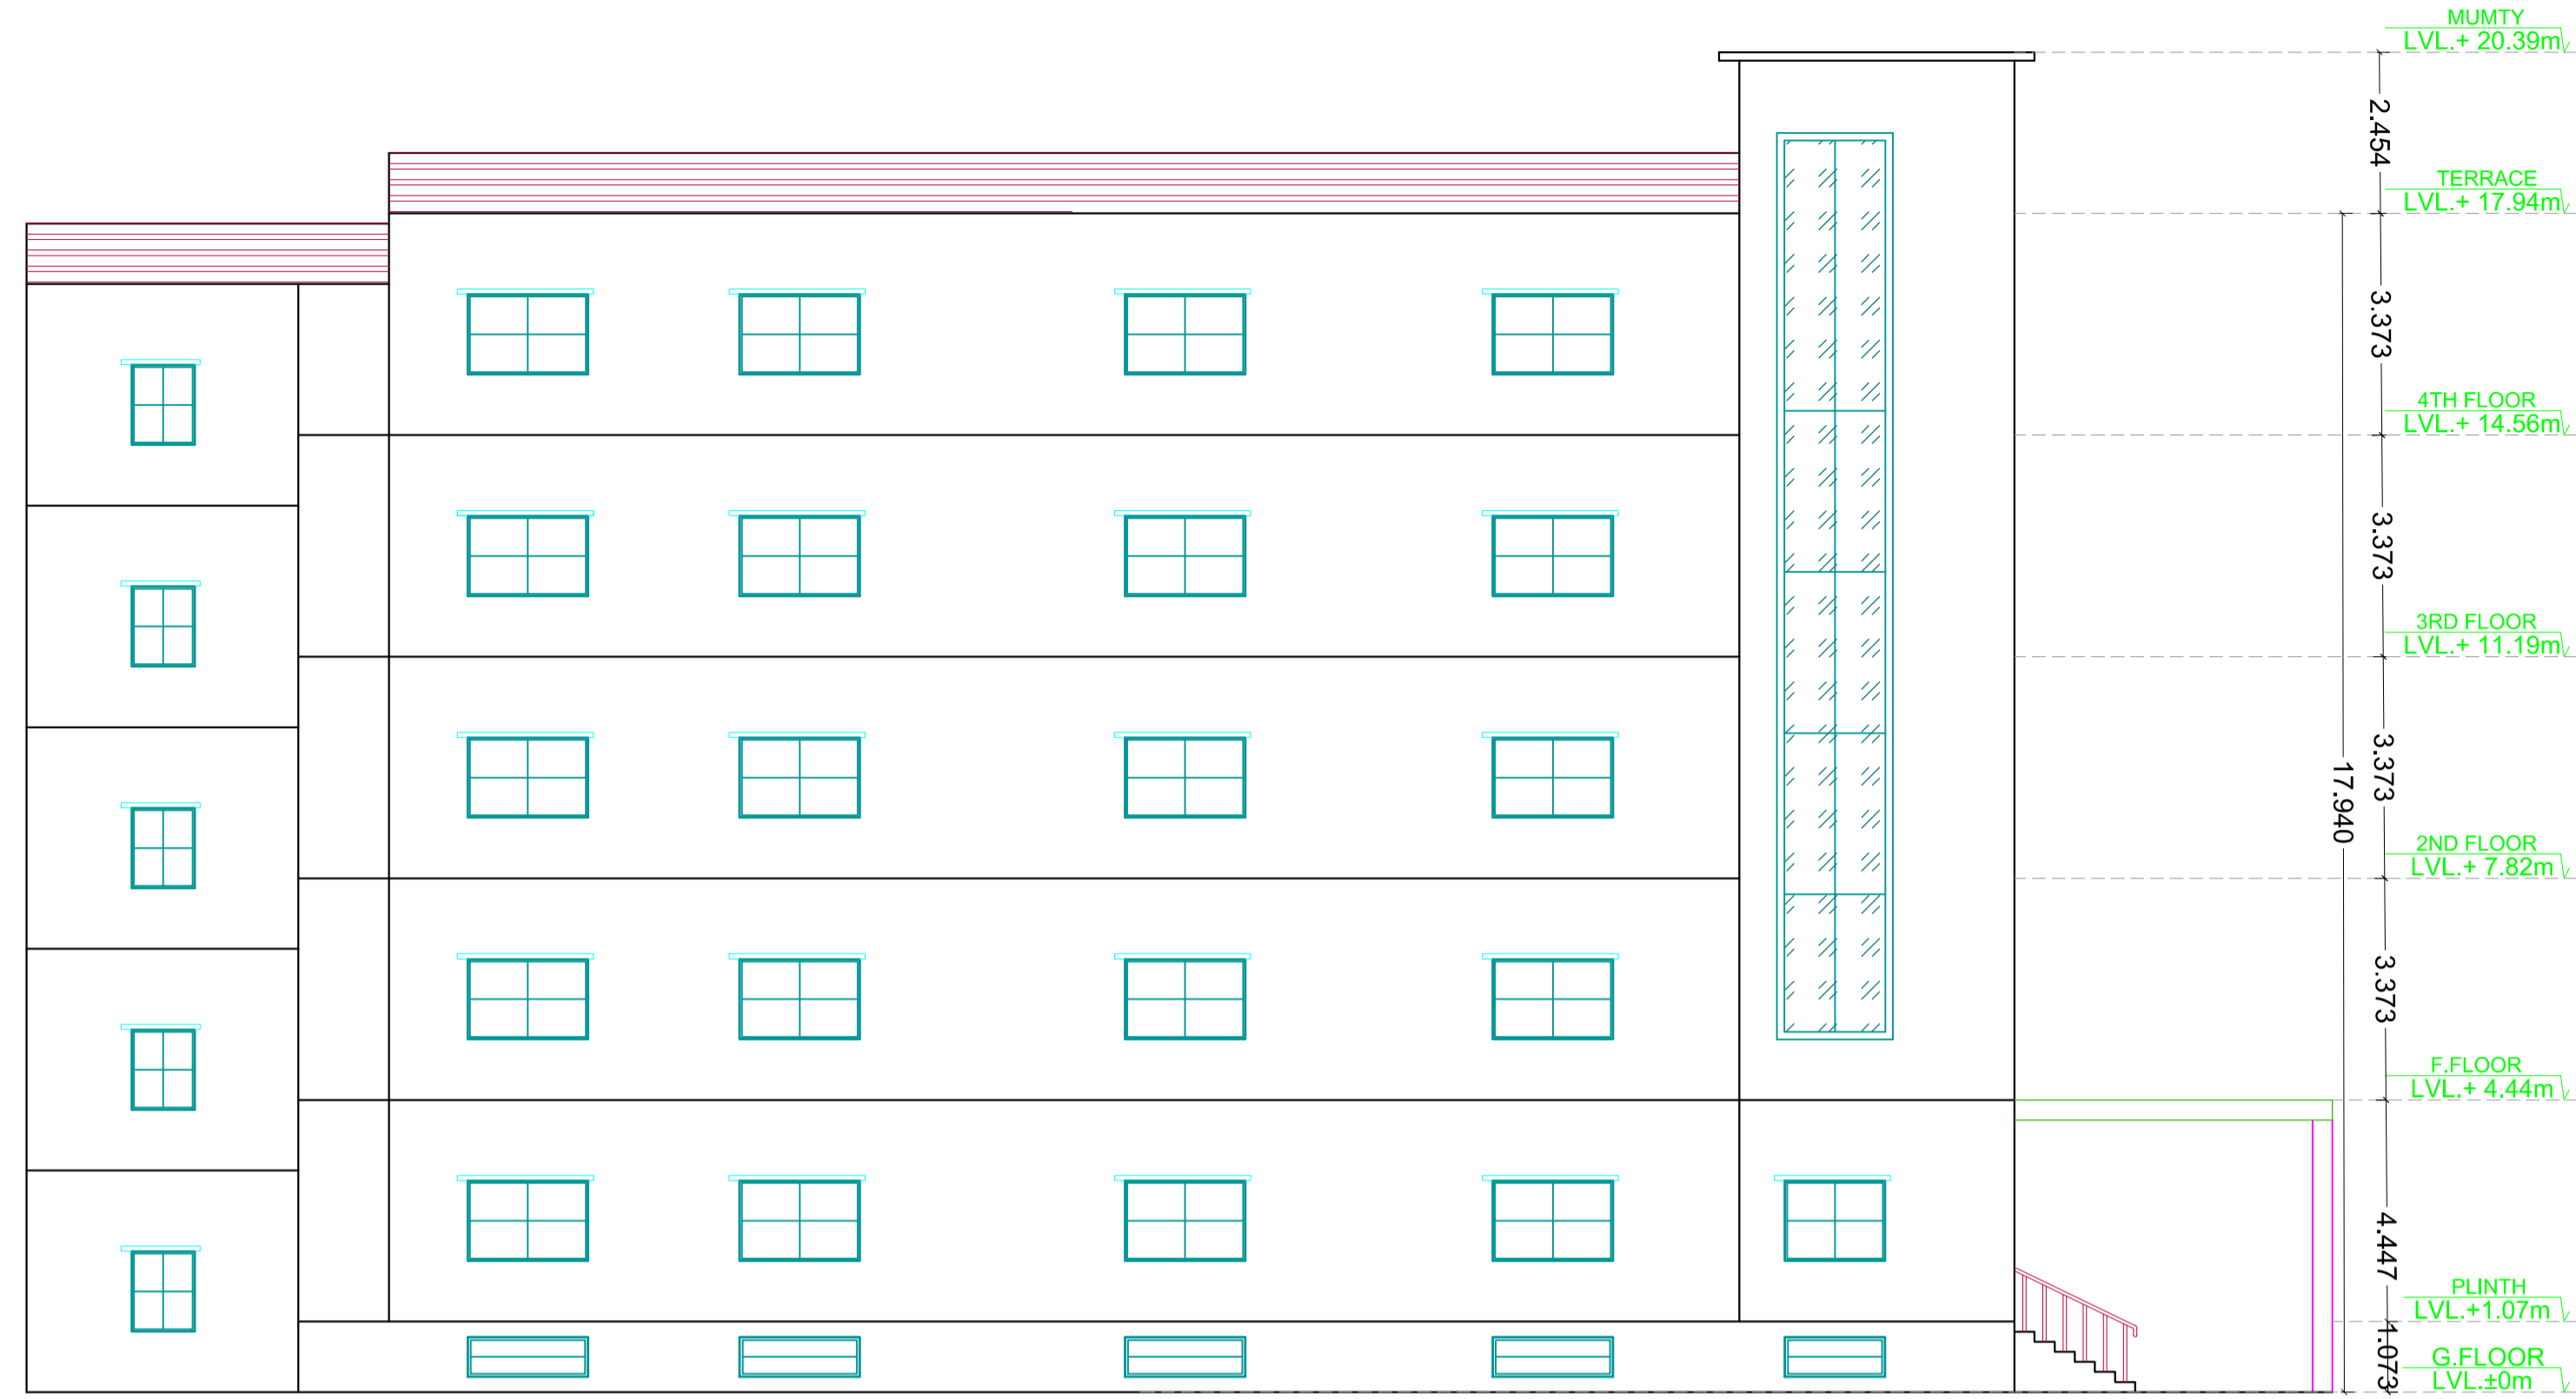 MUMTY
LVL.+ 20.39m
2.454
TERRACE
LVL.+ 17.94m
3.373
4TH FLOOR
LVL.+ 14.56m
3.373
3RD FLOOR
LVL.+ 11.19m
3.373
17.940
2ND FLOOR
LVL.+ 7.82m
3.373
F.FLOOR
LVL.+ 4.44m
4.447
PLINTH
LVL.+1.07m
1.073
G.FLOOR
LVL.±0m